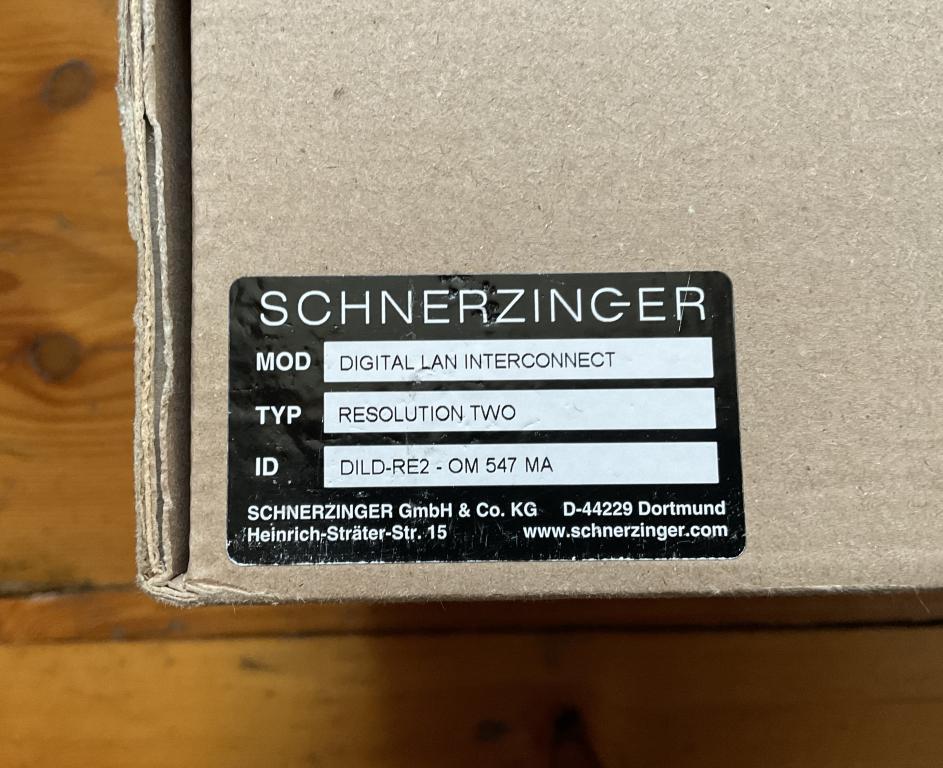 SCHNERZINGER
MOD DIGITAL LAN INTERCONNECT
TYP RESOLUTION TWO
ID DILD-RE2 - OM 547 MA
SCHNERZINGER GmbH & Co. KG D-44229 Dortmund
Heinrich-Sträter-Str. 15 www.schnerzinger.com